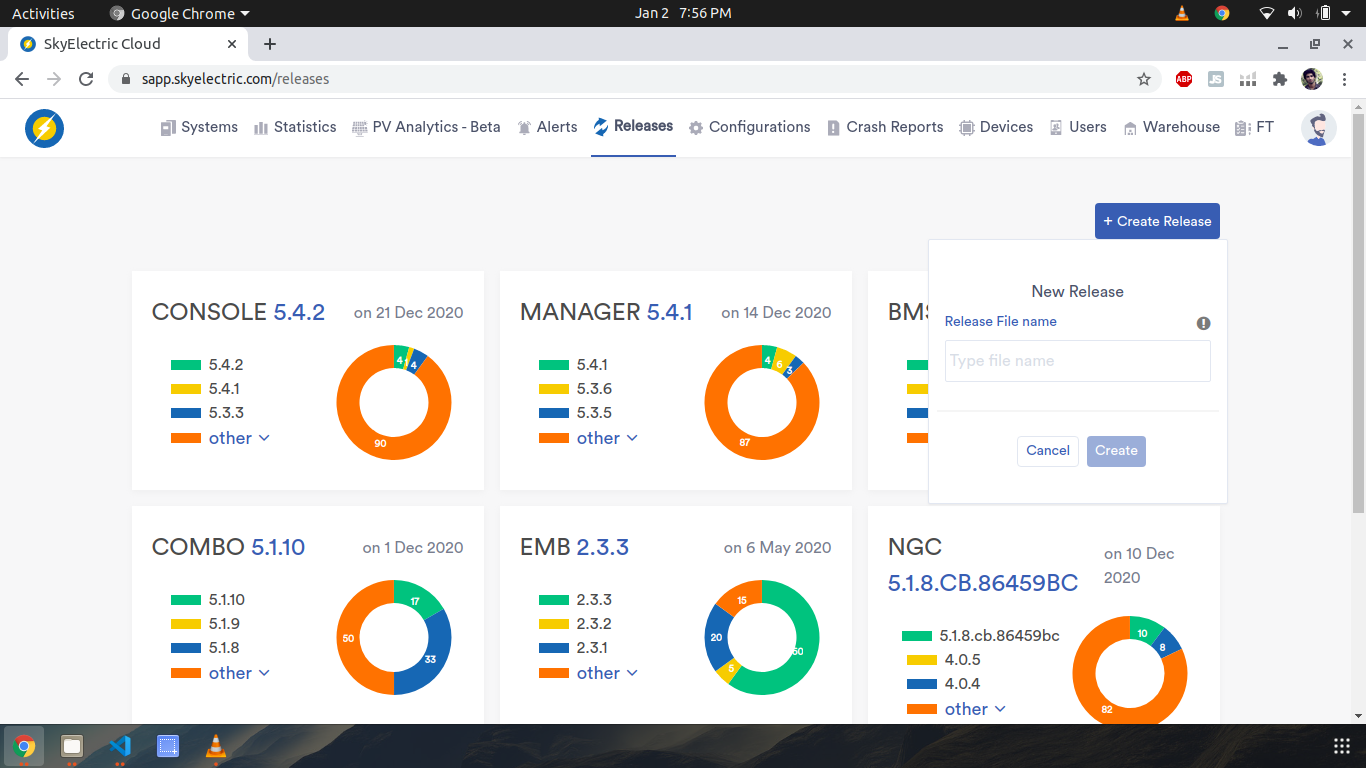 Activities Google Chrome Jan 2 7:56 PM
SkyElectric Cloud
sapp.skyelectric.com/releases ABP JS
Systems Statistics PV Analytics - Beta Alerts Releases Configurations Crash Reports Devices Users Warehouse FT
+ Create Release
New Release
Release File name
Type file name
Cancel Create
CONSOLE 5.4.2 on 21 Dec 2020
5.4.2
5.4.1
5.3.3
other
4
4
90
MANAGER 5.4.1 on 14 Dec 2020
5.4.1
5.3.6
5.3.5
other
4
6
3
87
BMS
COMBO 5.1.10 on 1 Dec 2020
5.1.10
5.1.9
5.1.8
other
17
50
33
EMB 2.3.3 on 6 May 2020
2.3.3
2.3.2
2.3.1
other
15
20
5
NGC
5.1.8.CB.86459BC
on 10 Dec
2020
5.1.8.cb.86459bc
4.0.5
4.0.4
other
10
8
82